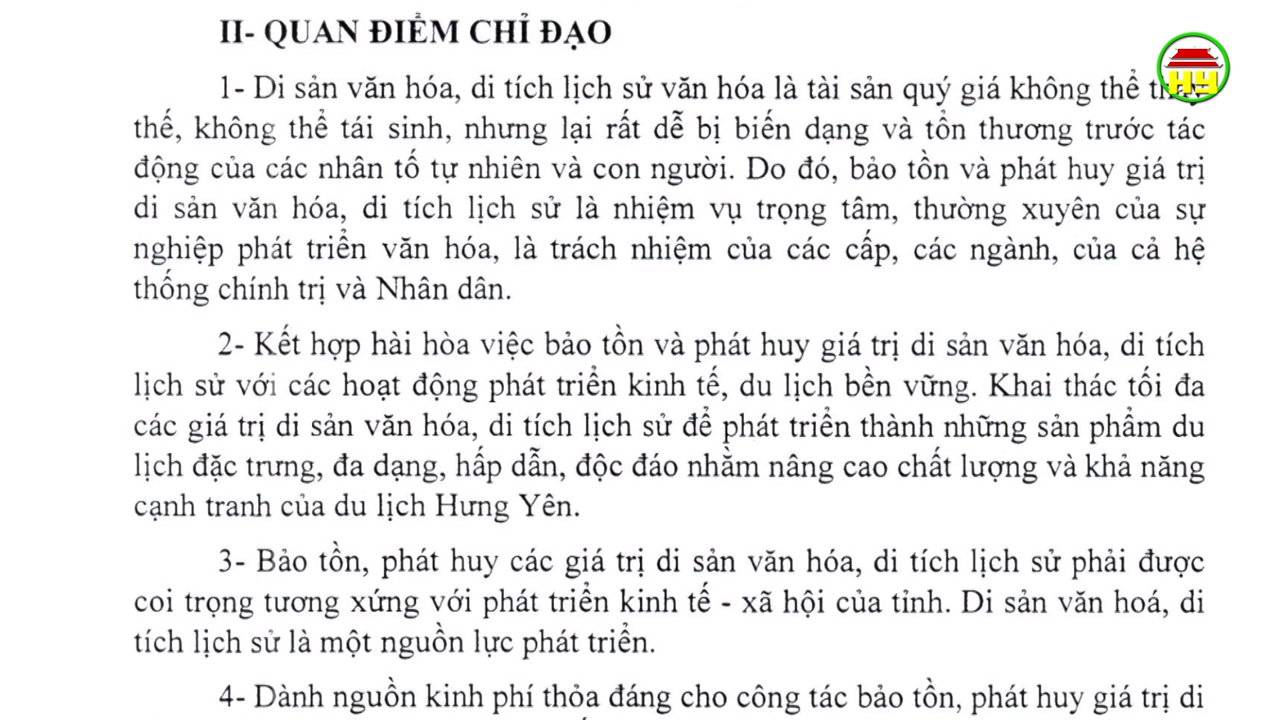 II- QUAN ĐIỂM CHỈ ĐẠO
1- Di sản văn hóa, di tích lịch sử văn hóa là tài sản quý giá không thể thay
thế, không thể tái sinh, nhưng lại rất dễ bị biến dạng và tổn thương trước tác
động của các nhân tố tự nhiên và con người. Do đó, bảo tồn và phát huy giá trị
di sản văn hóa, di tích lịch sử là nhiệm vụ trọng tâm, thường xuyên của sự
nghiệp phát triển văn hóa, là trách nhiệm của các cấp, các ngành, của cả hệ
thống chính trị và Nhân dân.
2- Kết hợp hài hòa việc bảo tồn và phát huy giá trị di sản văn hóa, di tích
lịch sử với các hoạt động phát triển kinh tế, du lịch bền vững. Khai thác tối đa
các giá trị di sản văn hóa, di tích lịch sử để phát triển thành những sản phẩm du
lịch đặc trưng, đa dạng, hấp dẫn, độc đáo nhằm nâng cao chất lượng và khả năng
cạnh tranh của du lịch Hưng Yên.
3- Bảo tồn, phát huy các giá trị di sản văn hóa, di tích lịch sử phải được
coi trọng tương xứng với phát triển kinh tế - xã hội của tỉnh. Di sản văn hoá, di
tích lịch sử là một nguồn lực phát triển.
4- Dành nguồn kinh phí thỏa đáng cho công tác bảo tồn, phát huy giá trị di
HY